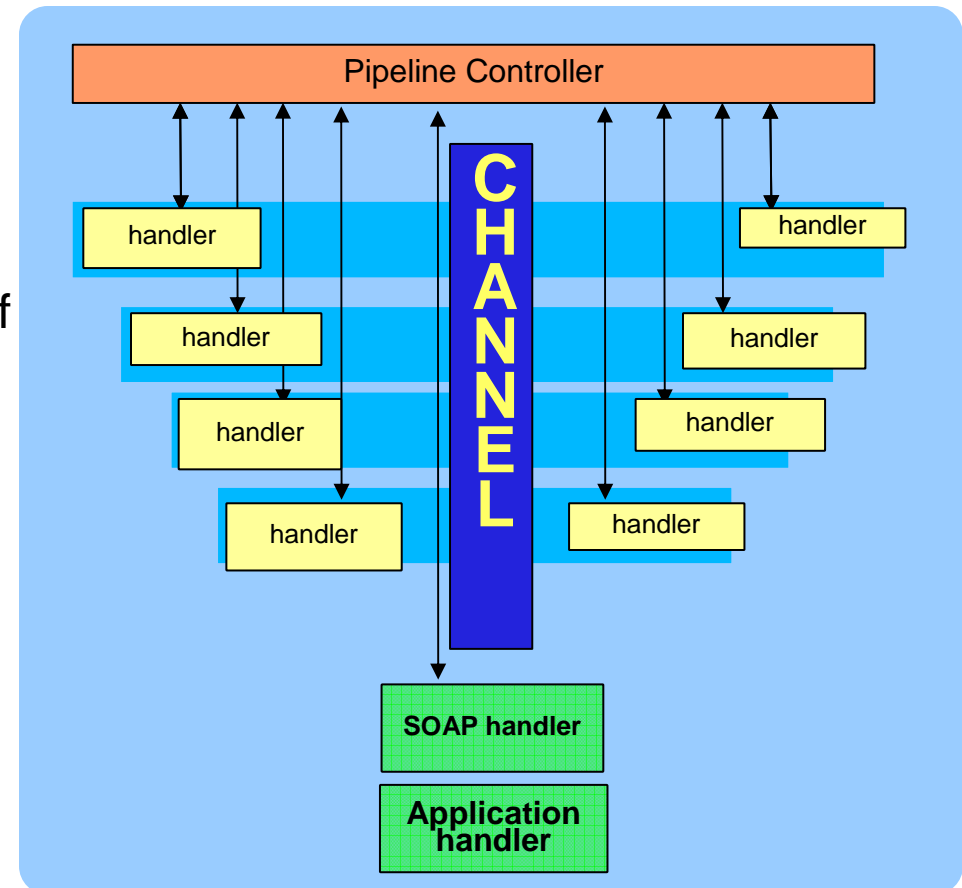 Pipeline Controller
CHANNEL
handler
handler
f
handler
handler
handler
handler
handler
handler
SOAP handler
Application
handler